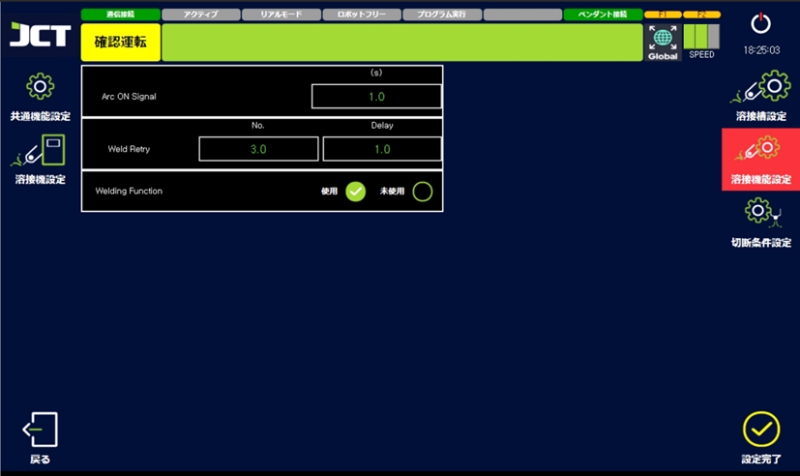 通信接続
アクティブ
リアルモード
ロボットフリー
プログラム実行
ペンダント接続
F1
F2
JCT
確認運転
Global
SPEED
18:25:03
(s)
Arc ON Signal
1.0
No.
Delay
Weld Retry
3.0
1.0
Welding Function
使用
未使用
共通機能設定
溶接機設定
溶接槽設定
溶接機能設定
切断条件設定
戻る
設定完了